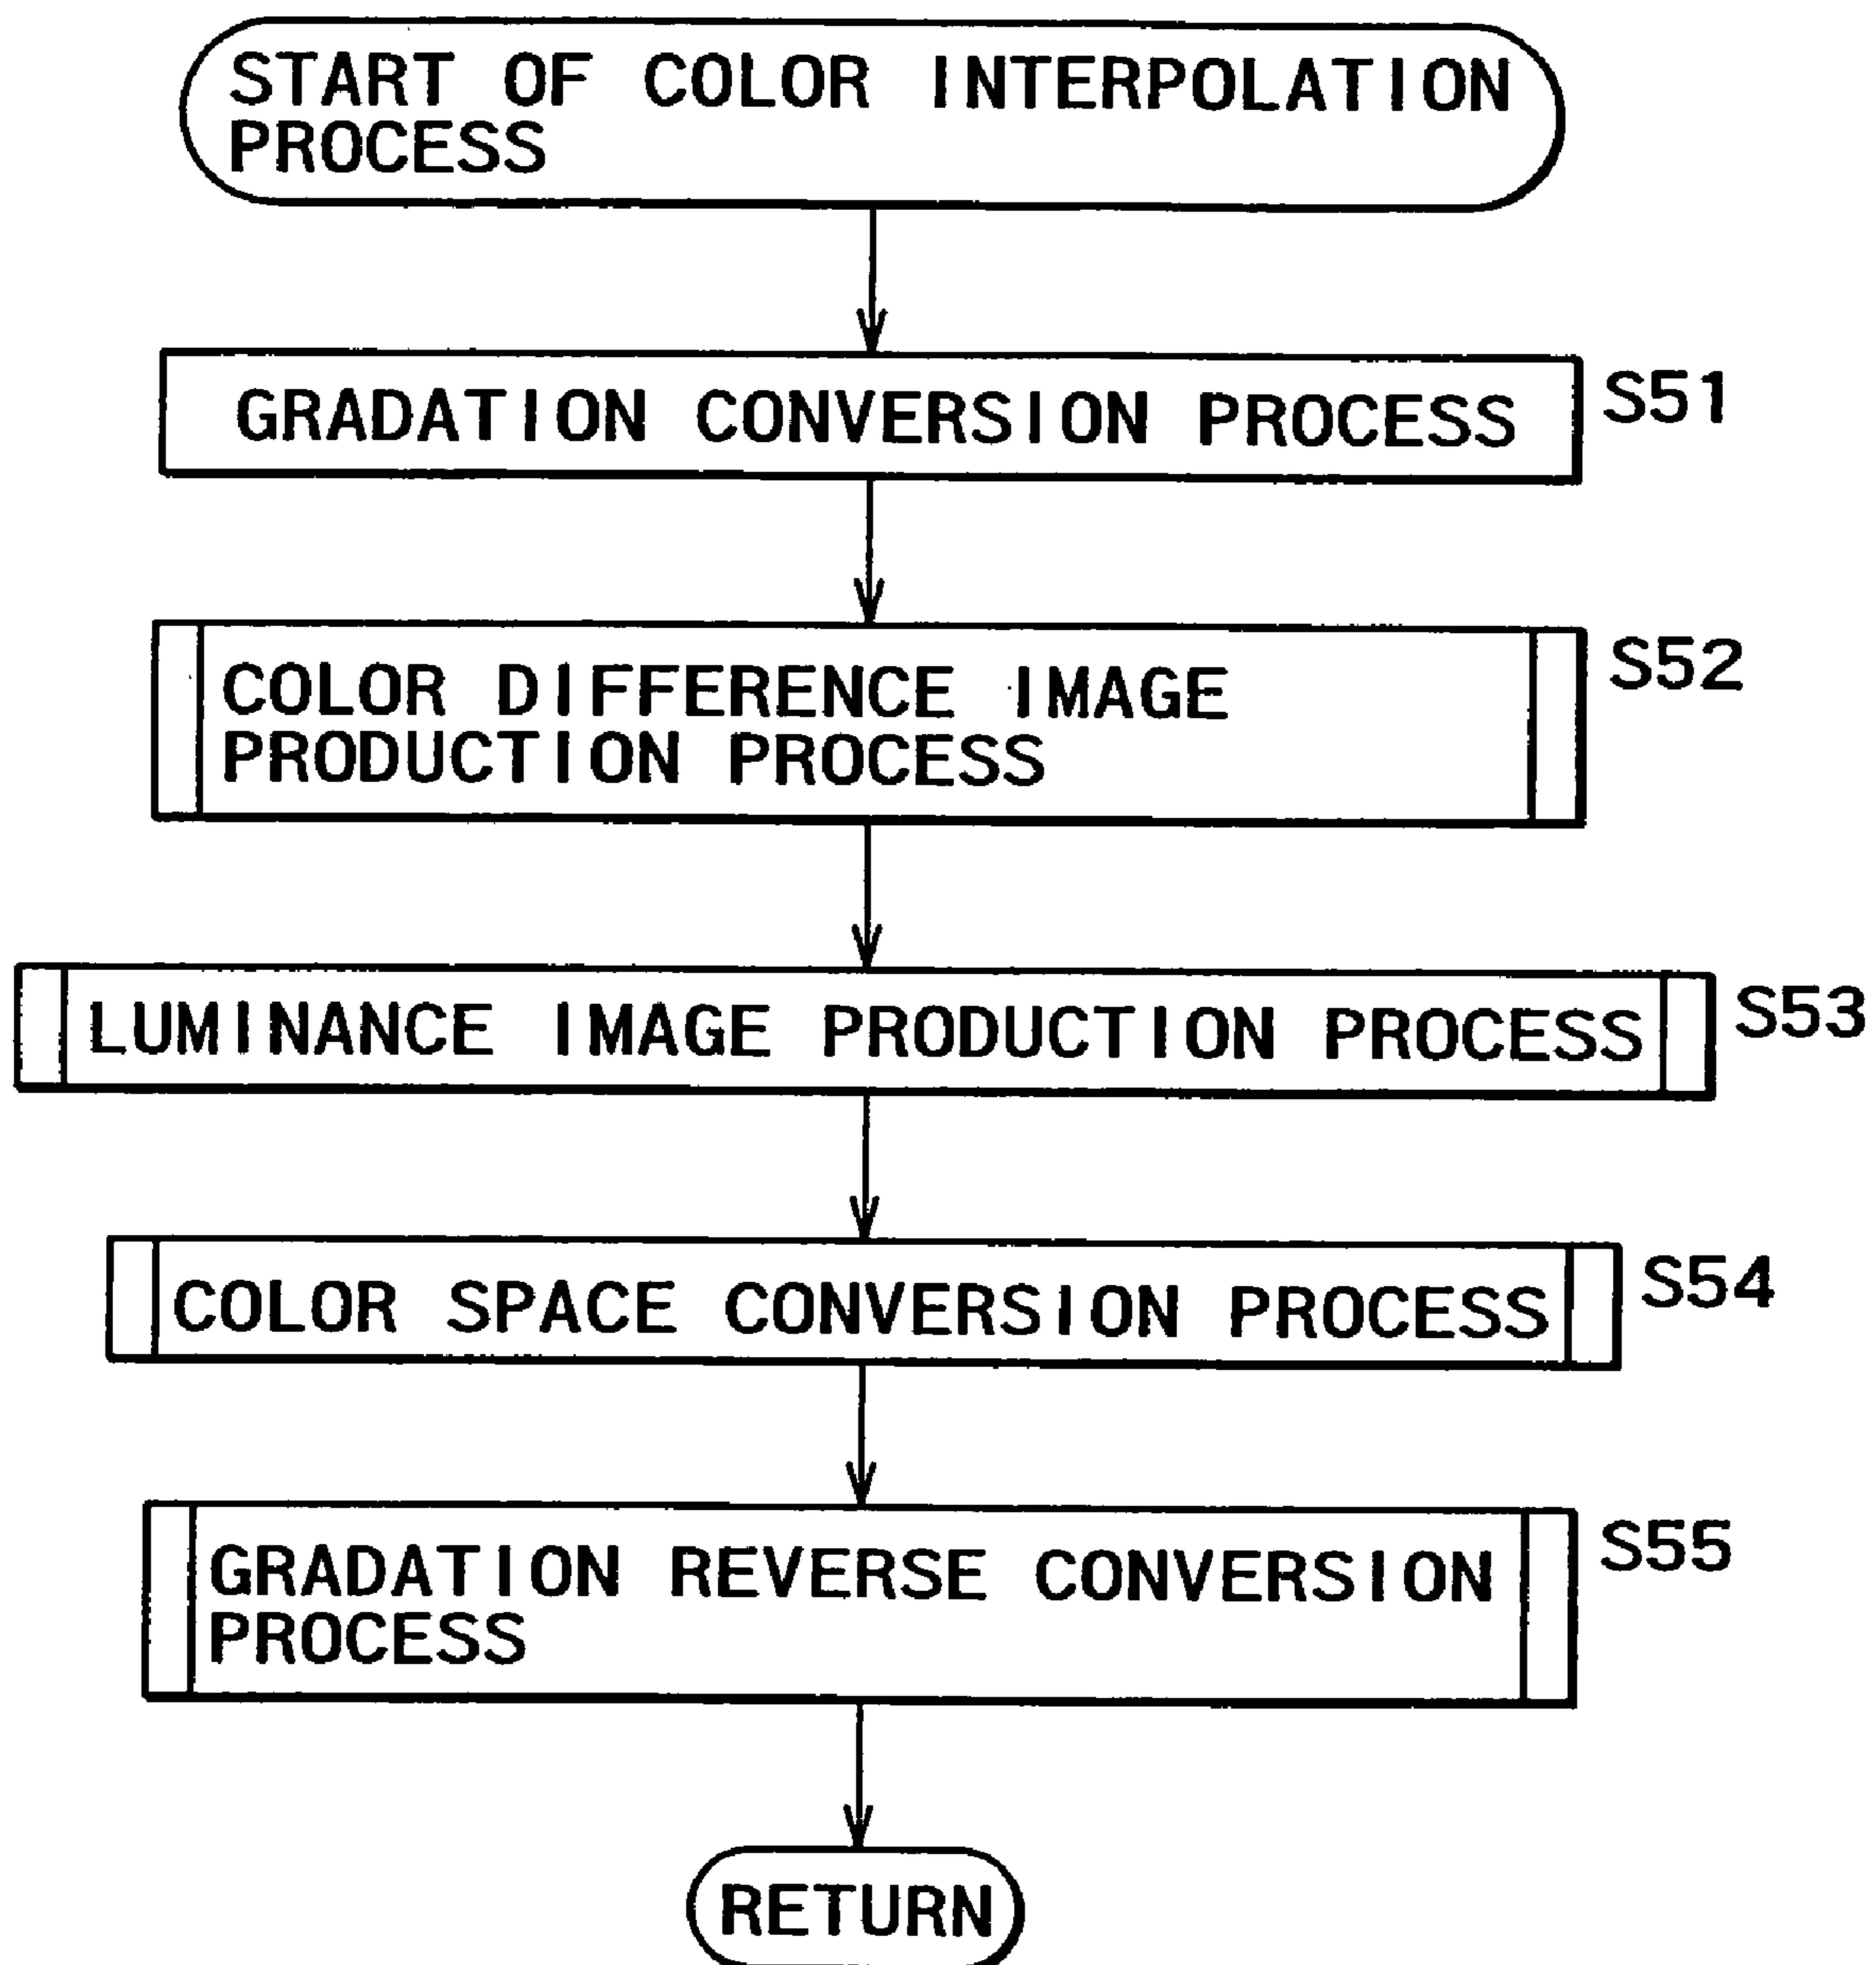 START OF COLOR INTERPOLATION
PROCESS
GRADATION CONVERSION PROCESS
S51
COLOR DIFFERENCE IMAGE
PRODUCTION PROCESS
S52
LUMINANCE IMAGE PRODUCTION PROCESS
S53
COLOR SPACE CONVERSION PROCESS
S54
GRADATION REVERSE CONVERSION
PROCESS
S55
RETURN